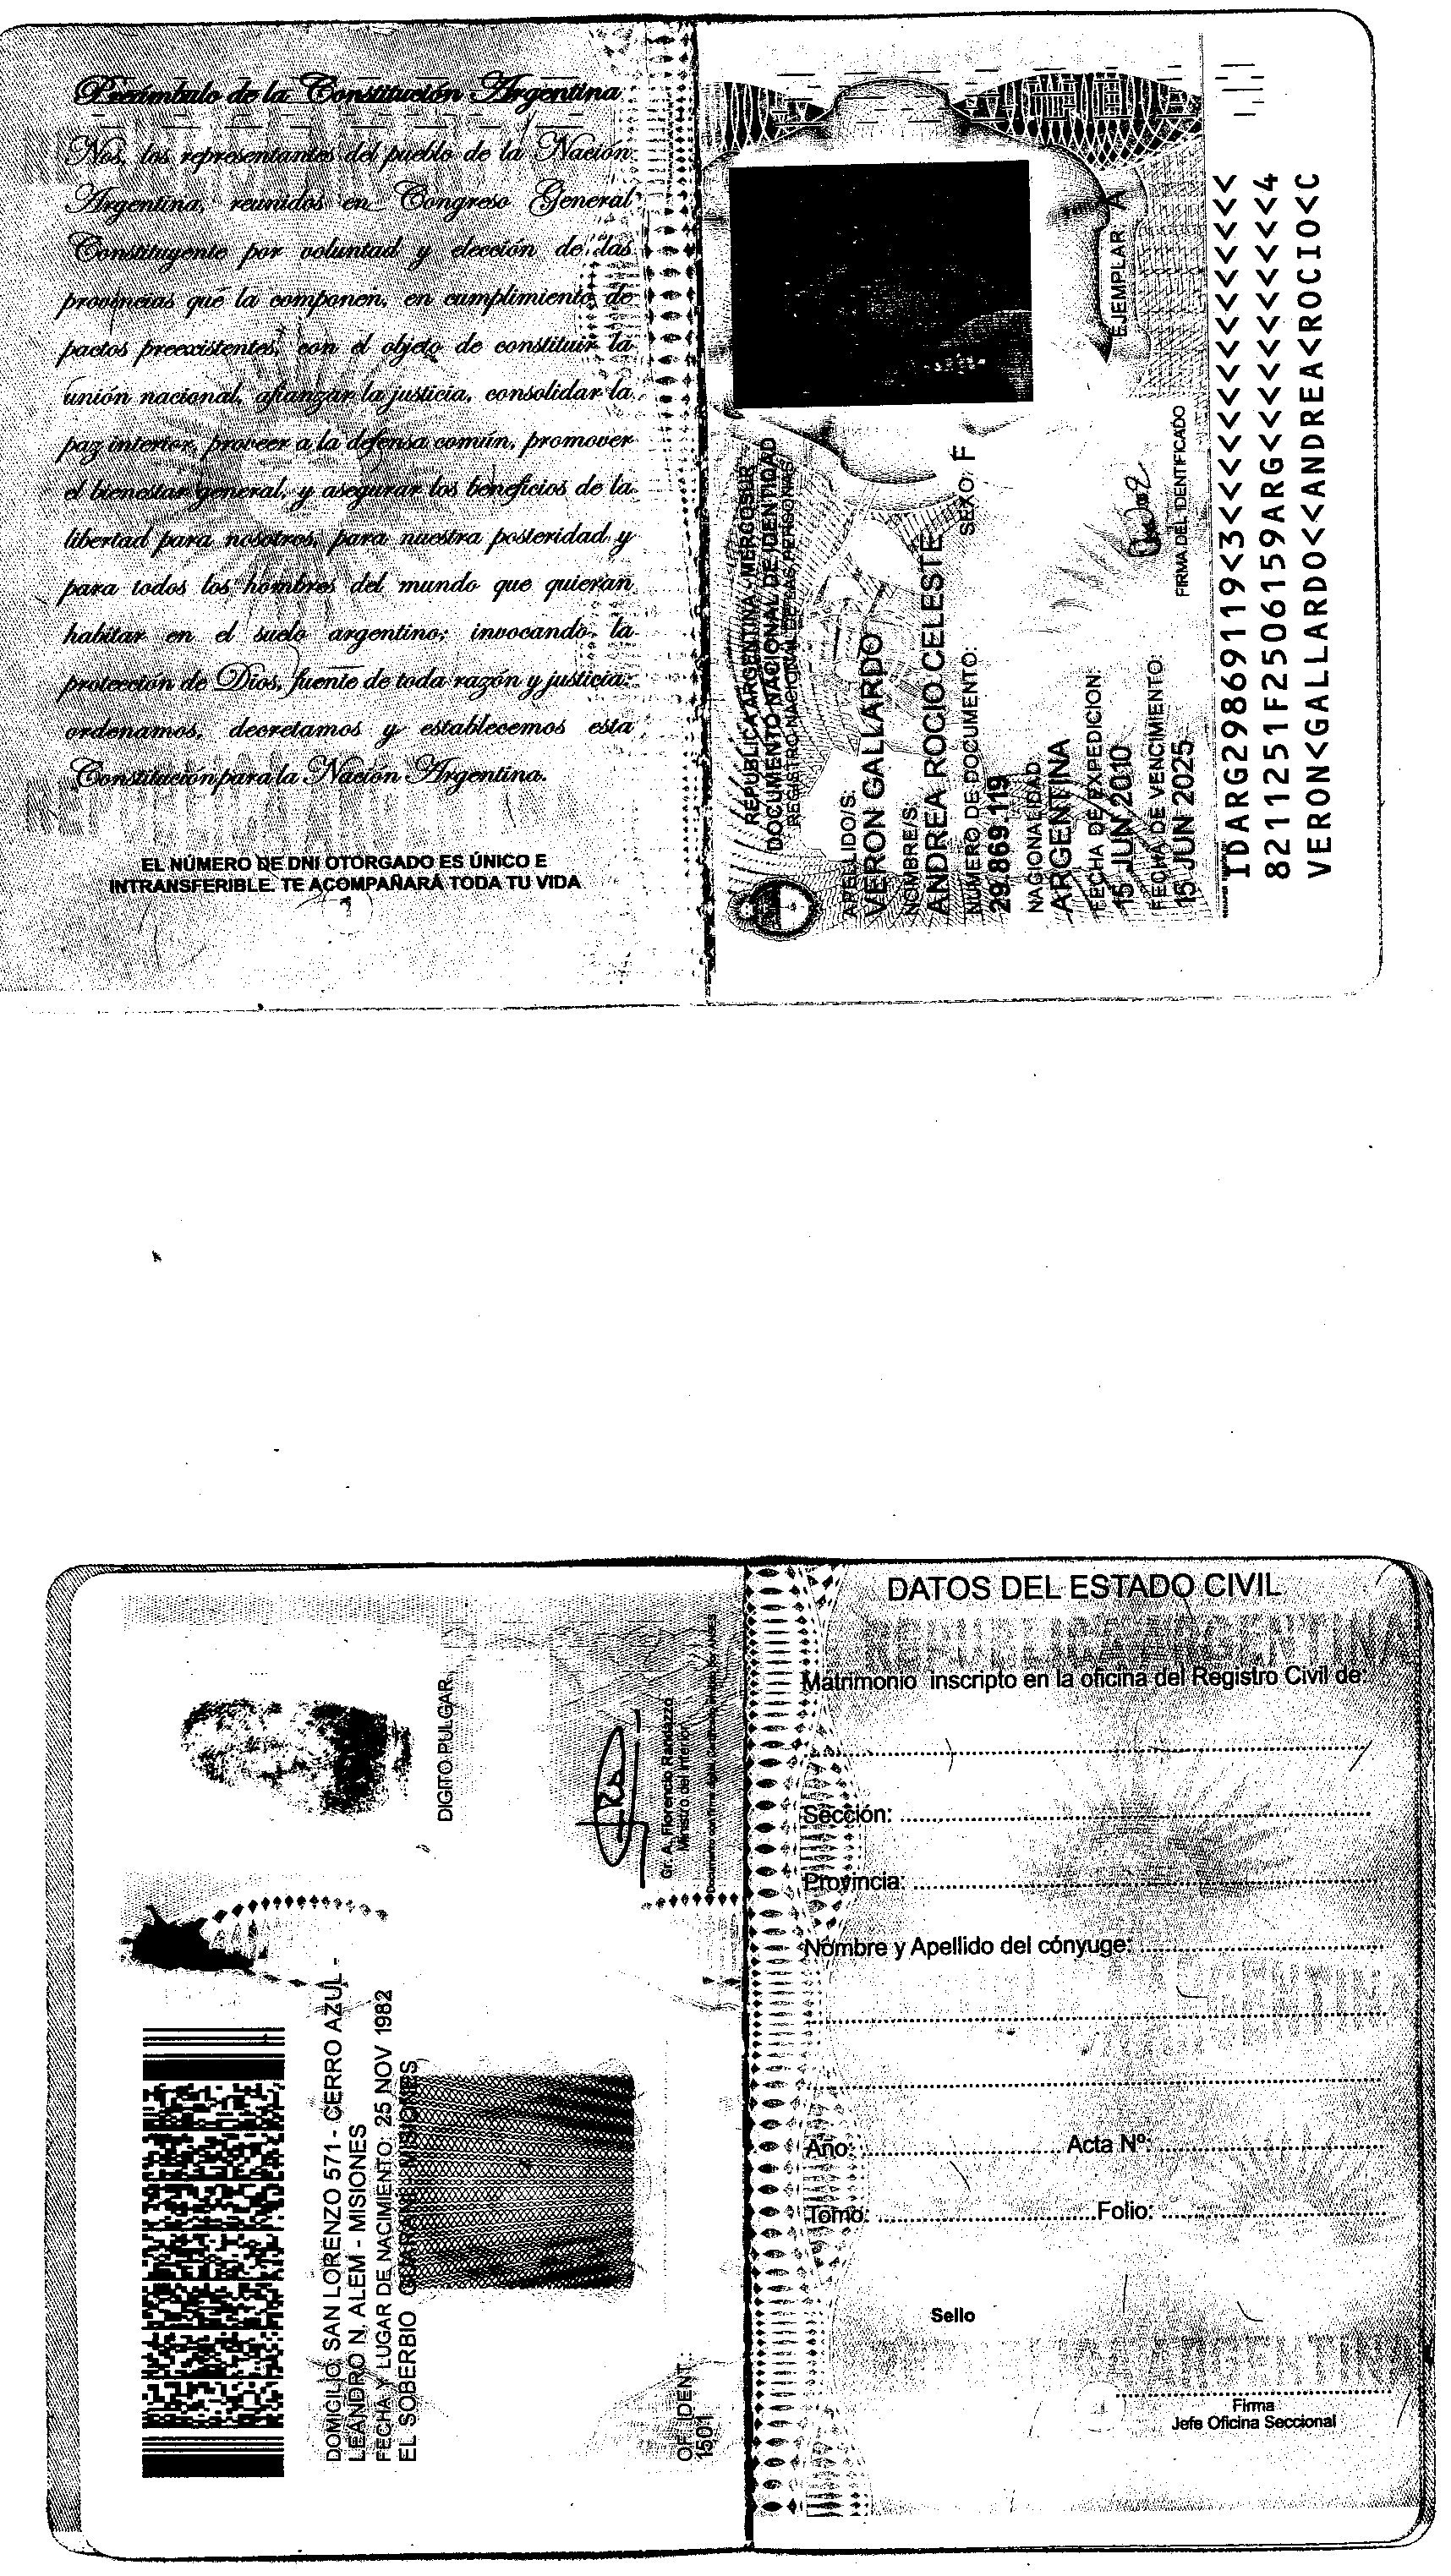 Preámbulo de la Constitución Argentina
Nos, los representantes del pueblo de la Nación
Argentina, reunidos en Congreso General
Constituyente por voluntad y elección de las
provincias que la componen, en cumplimiento de
pactos preexistentes, con el objeto de constituir la
unión nacional, afianzar la justicia, consolidar la
paz interior, proveer a la defensa común, promover
el bienestar general, y asegurar los beneficios de la
libertad para nosotros, para nuestra posteridad y
para todos los hombres del mundo que quieran
habitar en el suelo argentino; invocando la
protección de Dios, fuente de toda razón y justicia:
ordenamos, decretamos y establecemos esta
Constitución para la Nación Argentina.
EL NÚMERO DE DNI OTORGADO ES ÚNICO E
INTRANSFERIBLE. TE ACOMPAÑARÁ TODA TU VIDA
REPUBLICA ARGENTINA - MERCOSUR
DOCUMENTO NACIONAL DE IDENTIDAD
REGISTRO NACIONAL DE LAS PERSONAS
APELLIDO/S:
VERON GALLARDO
NOMBRE/S:
ANDREA ROCIO CELESTE
NUMERO DE DOCUMENTO: SEXO: F
29.869.119
NACIONALIDAD:
ARGENTINA
FECHA DE EXPEDICION:
15 JUN 2010
FECHA DE VENCIMIENTO:
15 JUN 2025
EJEMPLAR A
FIRMA DEL IDENTIFICADO
IDARG29869119<3<<<<<<<<<<<<<<<
8211251F2506159ARG<<<<<<<<<<<4
VERON<GALLARDO<<ANDREA<ROCIO<C
DIGITO PULGAR
DOMICILIO: SAN LORENZO 571 - CERRO AZUL -
LEANDRO N. ALEM - MISIONES
FECHA Y LUGAR DE NACIMIENTO: 25 NOV 1982
EL SOBERBIO GUARANI MISIONES
Cr. A. Florencio Randazzo
Ministro del Interior
OF. IDENT.:
1501
DATOS DEL ESTADO CIVIL
REPUBLICA ARGENTINA
Matrimonio inscripto en la oficina del Registro Civil de:
Sección:
Provincia:
Nombre y Apellido del cónyuge:
Año: Acta Nº:
Tomo: Folio:
Sello
Firma
Jefe Oficina Seccional